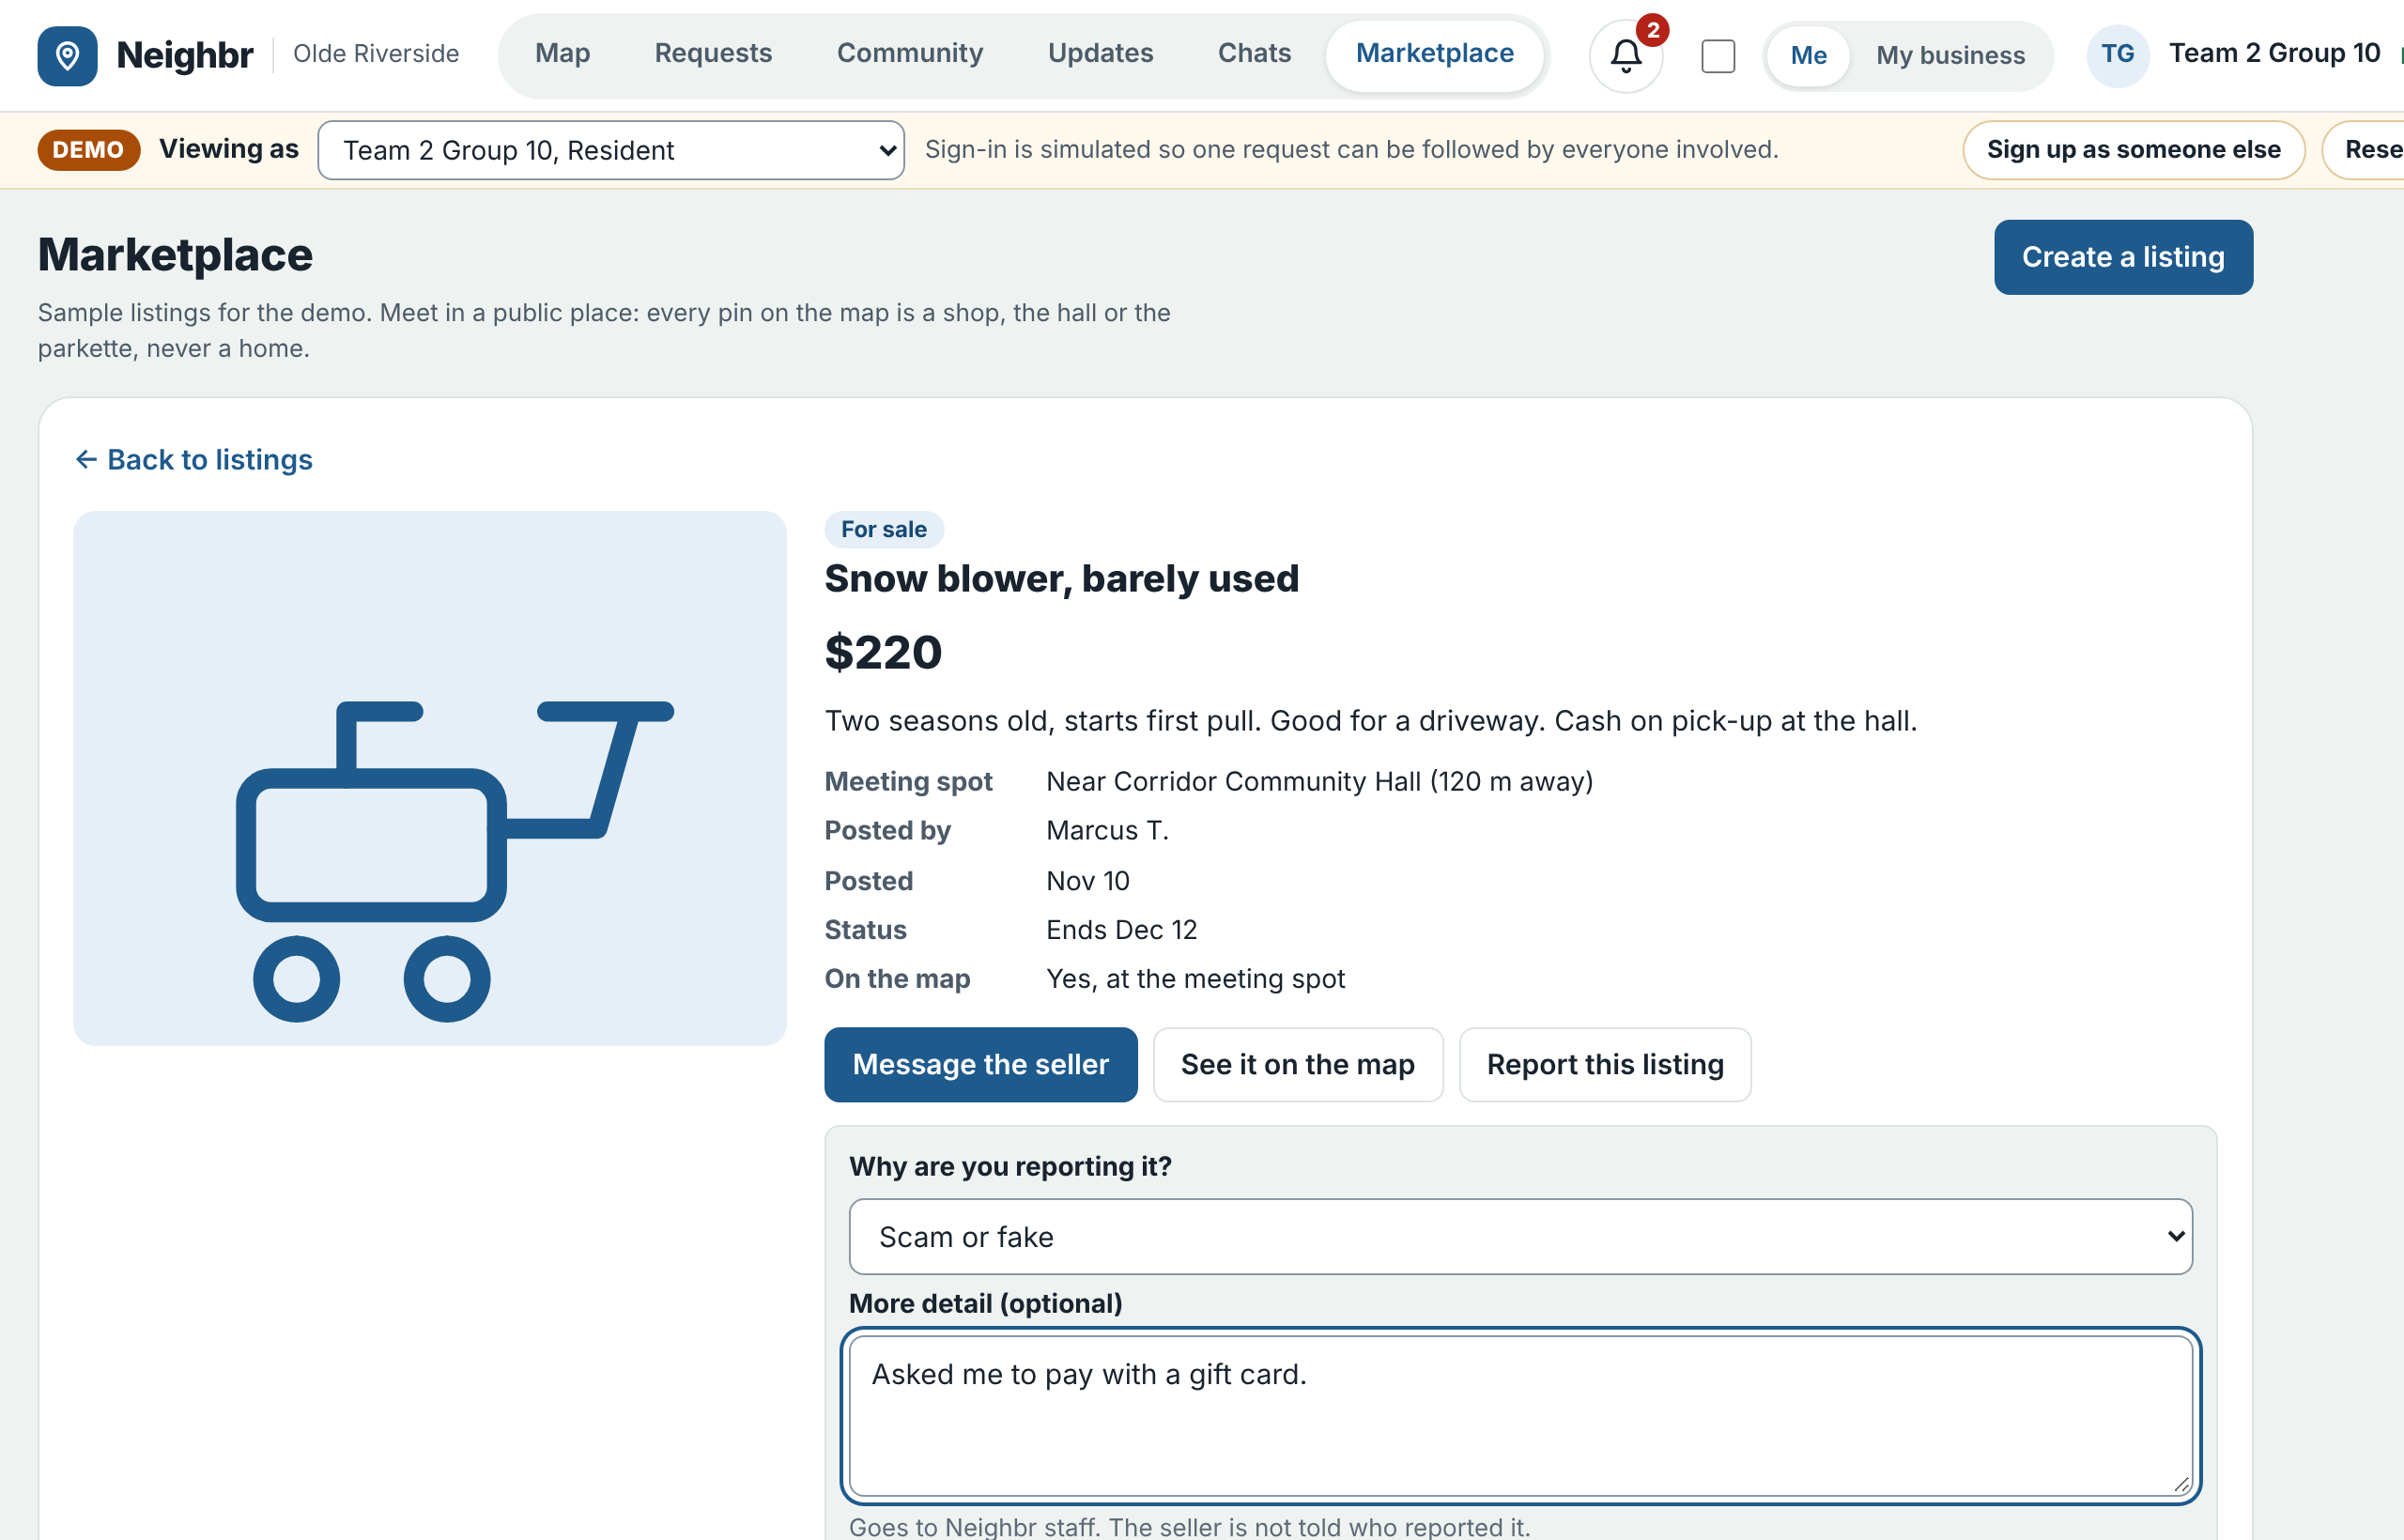 Neighbr
Olde Riverside
Map
Requests
Community
Updates
Chats
Marketplace
2
Me
My business
TG
Team 2 Group 10
DEMO
Viewing as
Team 2 Group 10, Resident
Sign-in is simulated so one request can be followed by everyone involved.
Sign up as someone else
Rese
Marketplace
Create a listing
Sample listings for the demo. Meet in a public place: every pin on the map is a shop, the hall or the
parkette, never a home.
← Back to listings
For sale
Snow blower, barely used
$220
Two seasons old, starts first pull. Good for a driveway. Cash on pick-up at the hall.
Meeting spot Near Corridor Community Hall (120 m away)
Posted by Marcus T.
Posted Nov 10
Status Ends Dec 12
On the map Yes, at the meeting spot
Message the seller
See it on the map
Report this listing
Why are you reporting it?
Scam or fake
More detail (optional)
Asked me to pay with a gift card.
Goes to Neighbr staff. The seller is not told who reported it.